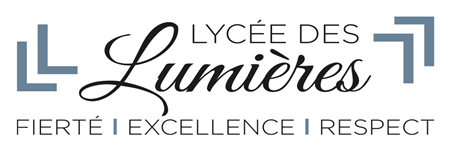 LYCÉE DES
Lumières
FIERTÉ | EXCELLENCE | RESPECT